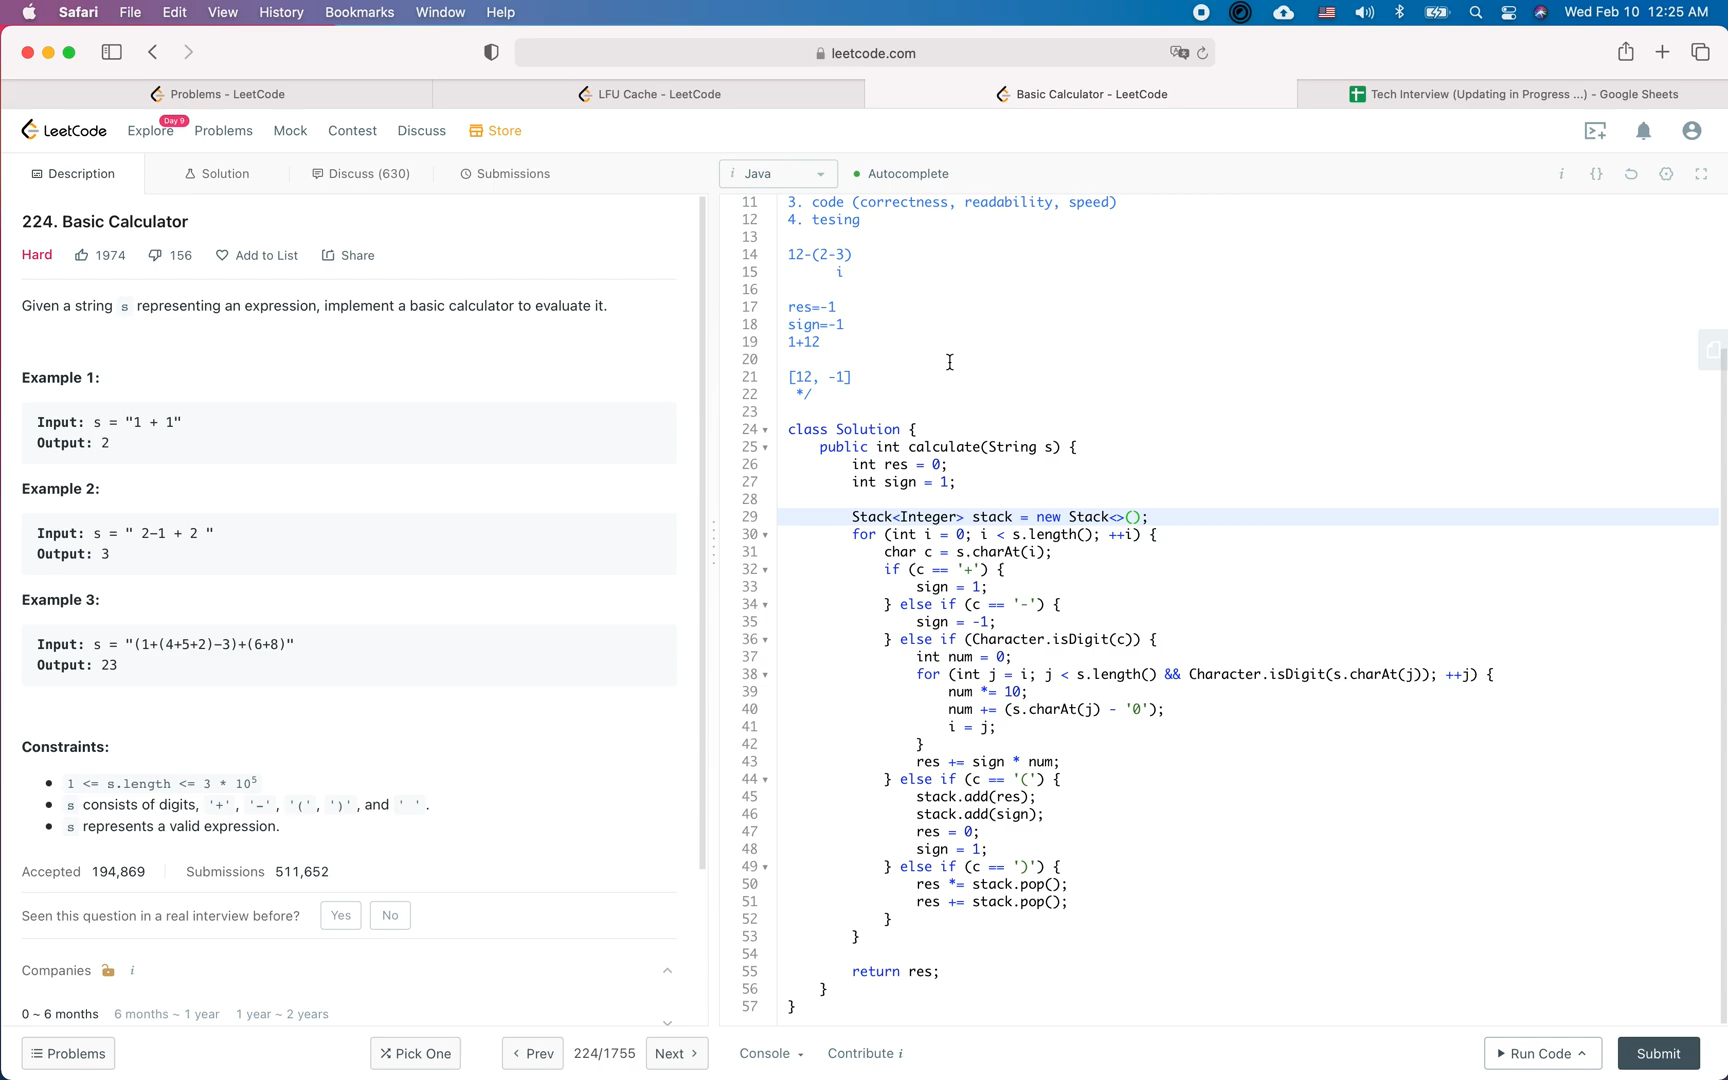 Safari File Edit View History Bookmarks Window Help Wed Feb 10 12:25 AM
leetcode.com
Problems - LeetCode LFU Cache - LeetCode Basic Calculator - LeetCode Tech Interview (Updating in Progress ...) - Google Sheets
LeetCode Explore Day 9 Problems Mock Contest Discuss Store
Description Solution Discuss (630) Submissions
i Java Autocomplete i {}
224. Basic Calculator
Hard 1974 156 Add to List Share
Given a string s representing an expression, implement a basic calculator to evaluate it.
Example 1:
Input: s = "1 + 1"
Output: 2
Example 2:
Input: s = " 2-1 + 2 "
Output: 3
Example 3:
Input: s = "(1+(4+5+2)-3)+(6+8)"
Output: 23
Constraints:
1 <= s.length <= 3 * 10⁵
s consists of digits, '+', '-', '(', ')', and ' '.
s represents a valid expression.
Accepted 194,869 Submissions 511,652
Seen this question in a real interview before? Yes No
Companies i
0 ~ 6 months 6 months ~ 1 year 1 year ~ 2 years
11 3. code (correctness, readability, speed)
12 4. tesing
13
14 12-(2-3)
15 i
16
17 res=-1
18 sign=-1
19 1+12
20
21 [12, -1]
22 */
23
24 class Solution {
25 public int calculate(String s) {
26 int res = 0;
27 int sign = 1;
28
29 Stack<Integer> stack = new Stack<>();
30 for (int i = 0; i < s.length(); ++i) {
31 char c = s.charAt(i);
32 if (c == '+') {
33 sign = 1;
34 } else if (c == '-') {
35 sign = -1;
36 } else if (Character.isDigit(c)) {
37 int num = 0;
38 for (int j = i; j < s.length() && Character.isDigit(s.charAt(j)); ++j) {
39 num *= 10;
40 num += (s.charAt(j) - '0');
41 i = j;
42 }
43 res += sign * num;
44 } else if (c == '(') {
45 stack.add(res);
46 stack.add(sign);
47 res = 0;
48 sign = 1;
49 } else if (c == ')') {
50 res *= stack.pop();
51 res += stack.pop();
52 }
53 }
54
55 return res;
56 }
57 }
Problems Pick One < Prev 224/1755 Next > Console Contribute i Run Code Submit